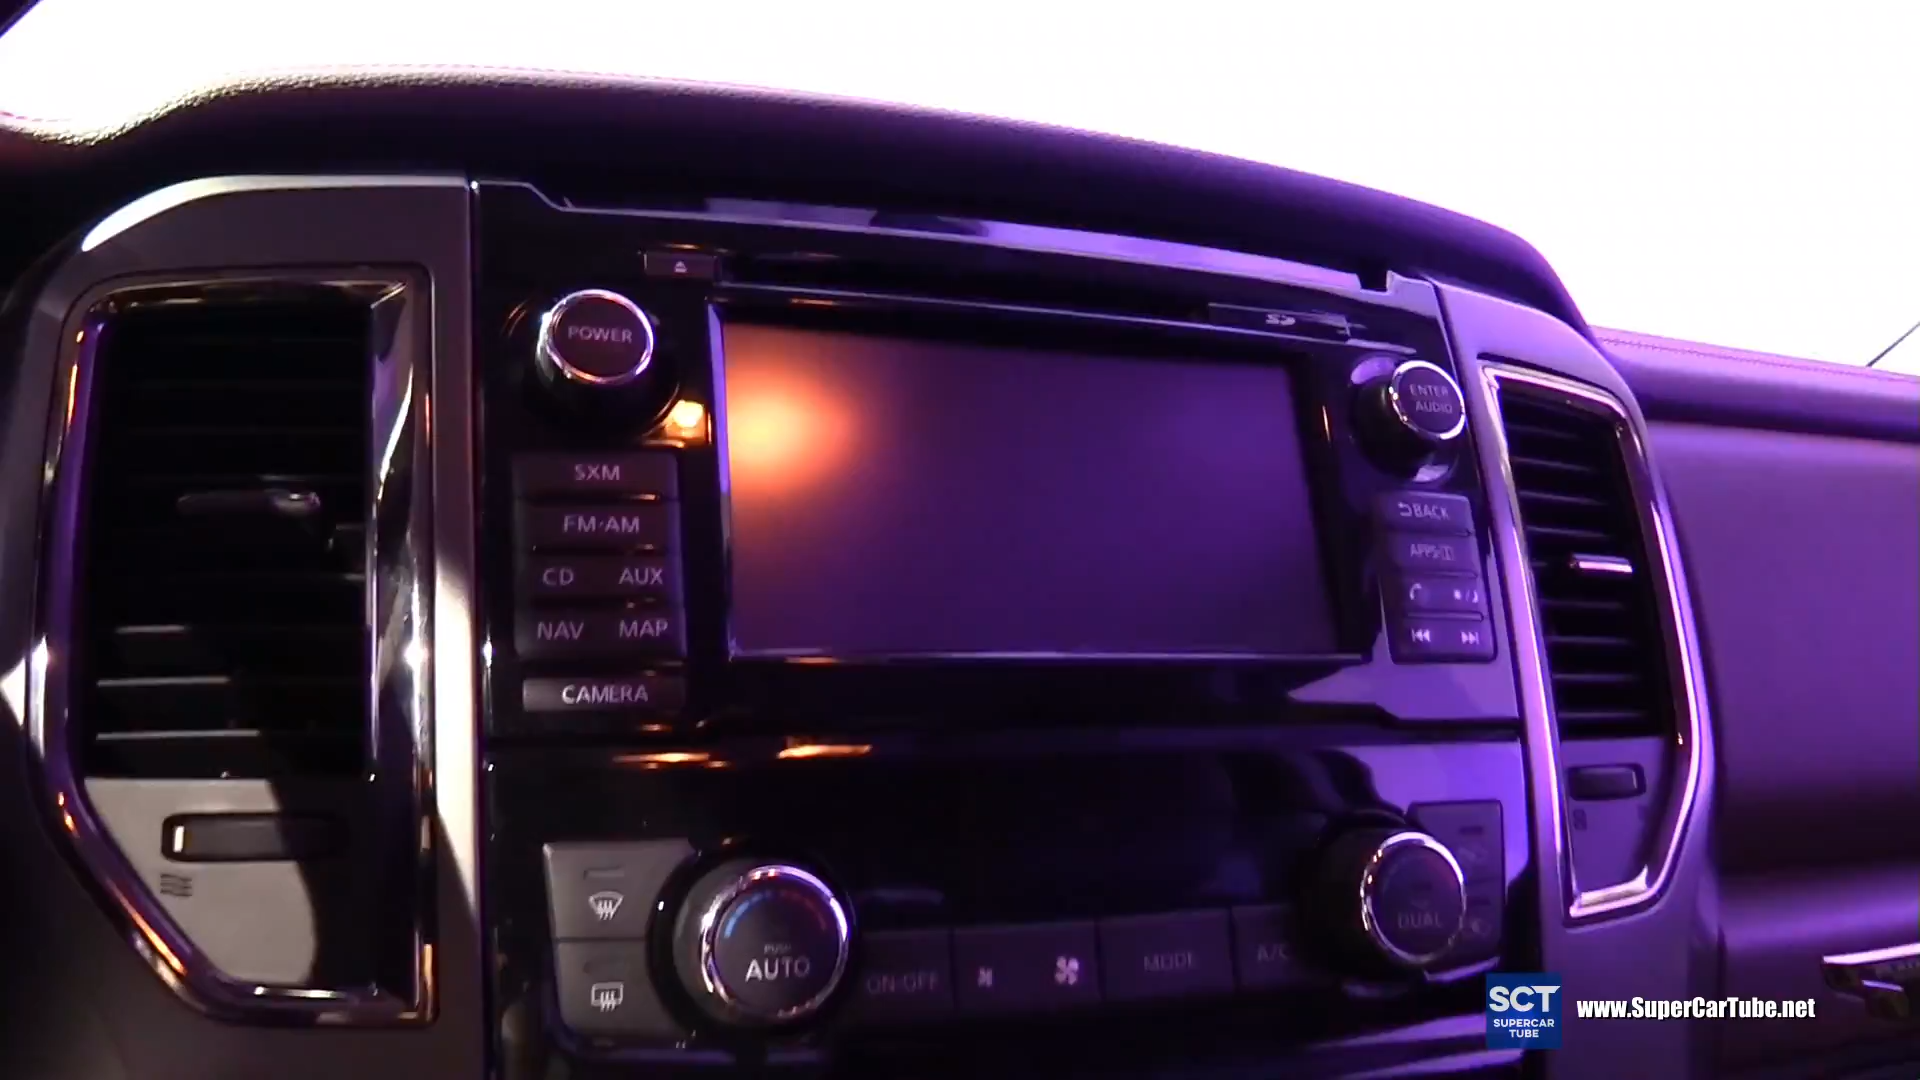 POWER
SXM
FM·AM
CD AUX
NAV MAP
CAMERA
ENTER
AUDIO
BACK
APPS
PUSH
AUTO
ON·OFF
MODE
A/C
DUAL
SCT
SUPERCAR
TUBE
www.SuperCarTube.net